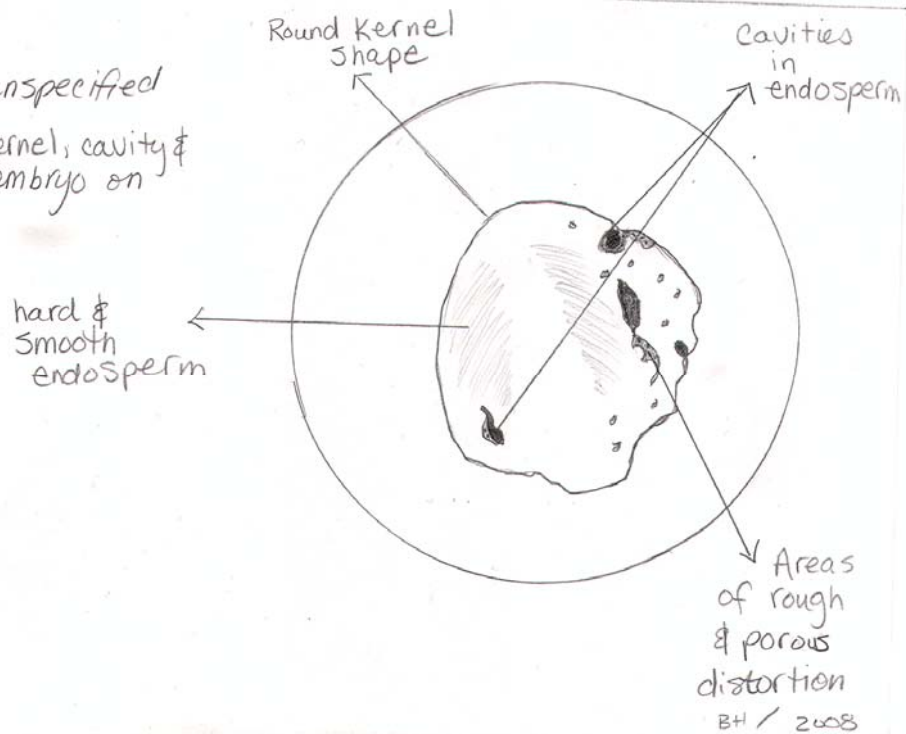 Round Kernel
shape
Cavities
in
endosperm
nspecified
ernel, cavity &
embryo on
hard &
smooth
endosperm
Areas
of rough
& porous
distortion
BH / 2008